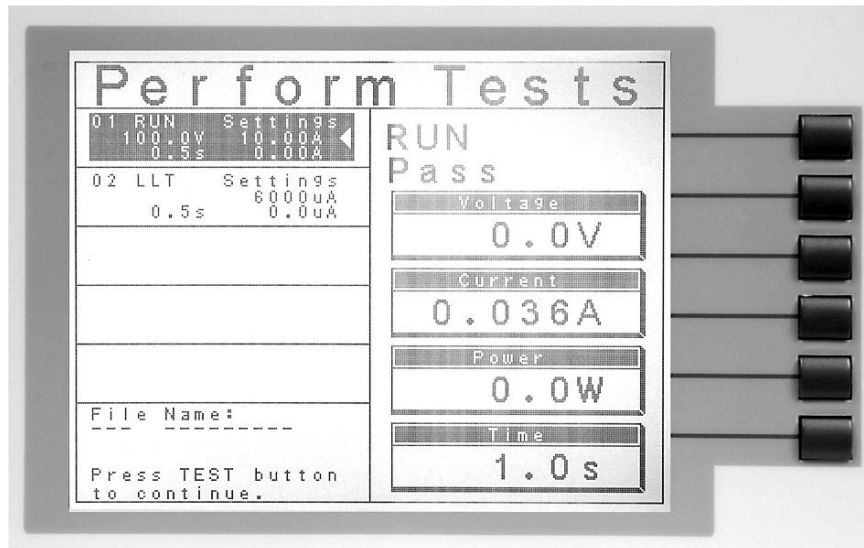 Perform Tests
01 RUN Settings
100.0V 10.00A
0.5s 0.00A
02 LLT Settings
6000uA
0.5s 0.0uA
File Name:
Press TEST button
to continue.
RUN
Pass
Voltage
0.0V
Current
0.036A
Power
0.0W
Time
1.0s